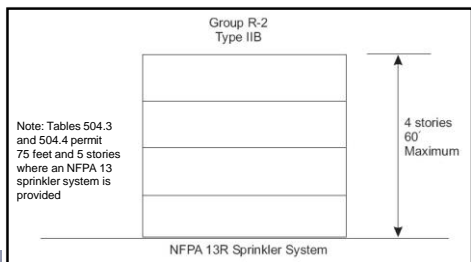 Group R-2
Type IIB
Note: Tables 504.3
and 504.4 permit
75 feet and 5 stories
where an NFPA 13
sprinkler system is
provided
4 stories
60´
Maximum
NFPA 13R Sprinkler System